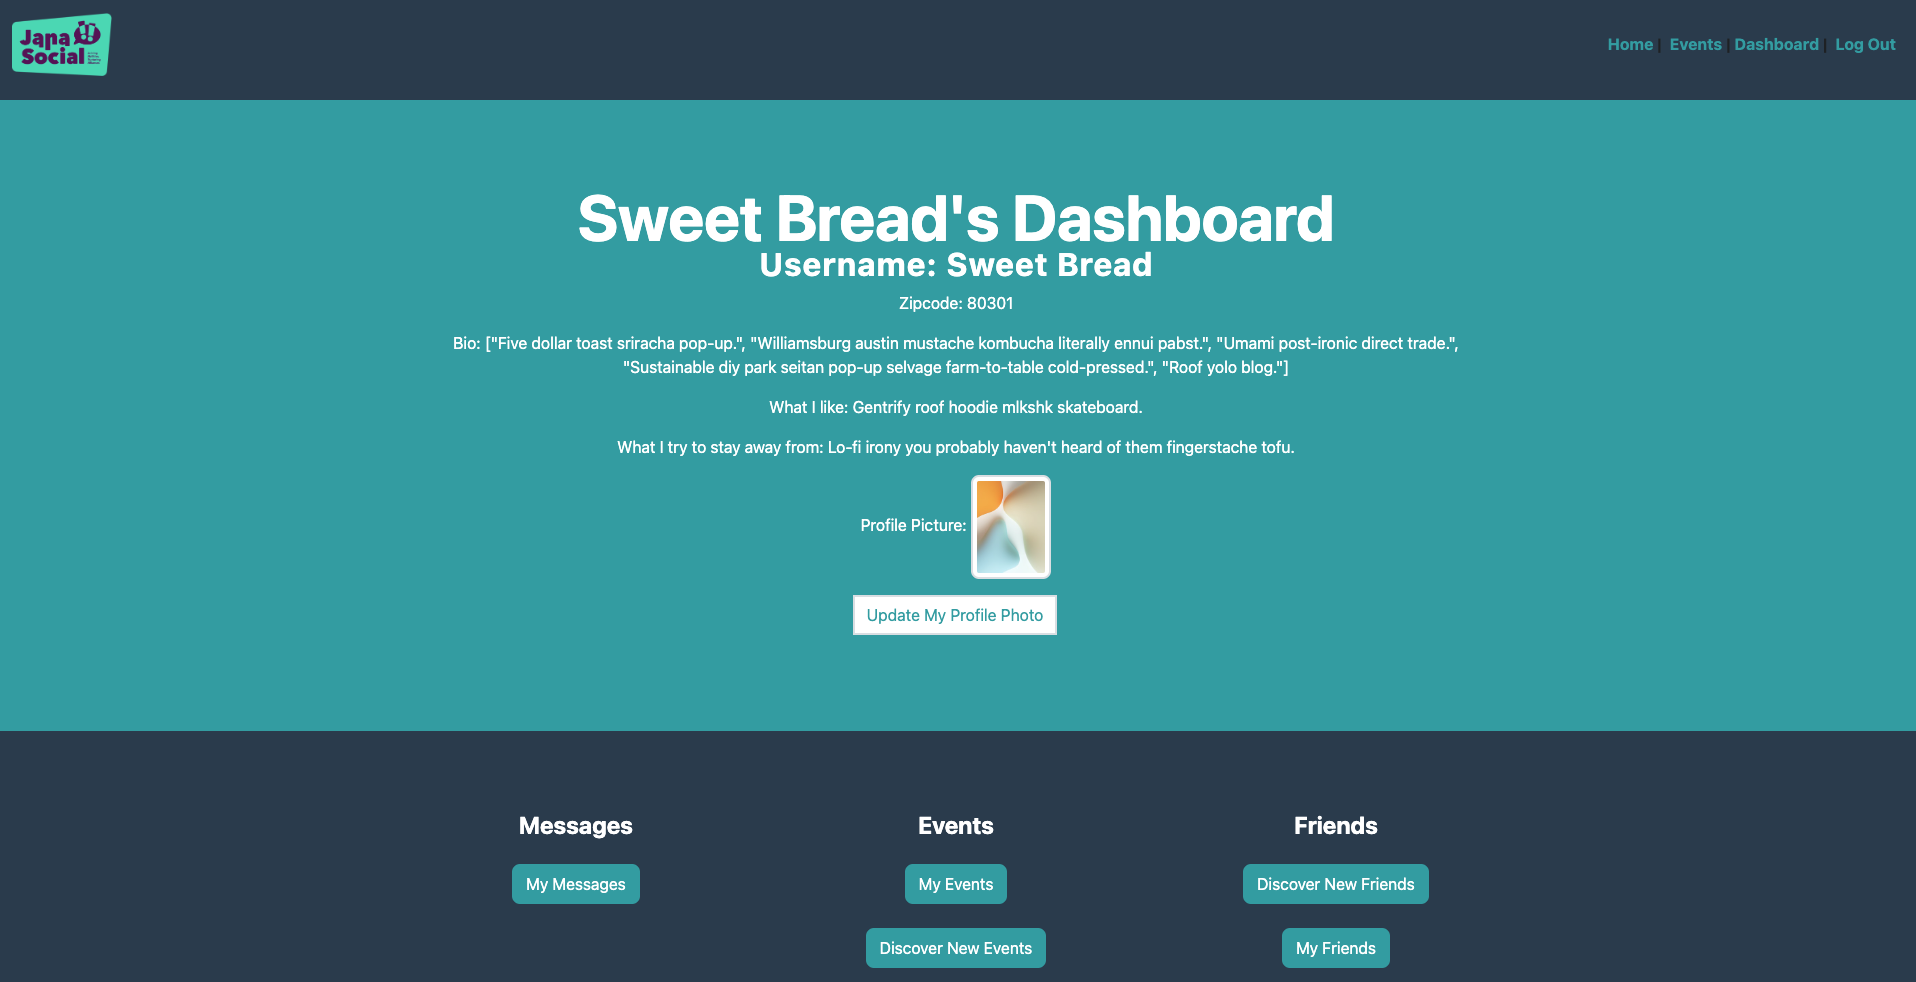 Japa
Social
Home | Events | Dashboard | Log Out
Sweet Bread's Dashboard
Username: Sweet Bread
Zipcode: 80301
Bio: ["Five dollar toast sriracha pop-up.", "Williamsburg austin mustache kombucha literally ennui pabst.", "Umami post-ironic direct trade.",
"Sustainable diy park seitan pop-up selvage farm-to-table cold-pressed.", "Roof yolo blog."]
What I like: Gentrify roof hoodie mlkshk skateboard.
What I try to stay away from: Lo-fi irony you probably haven't heard of them fingerstache tofu.
Profile Picture:
Update My Profile Photo
Messages
Events
Friends
My Messages
My Events
Discover New Friends
Discover New Events
My Friends